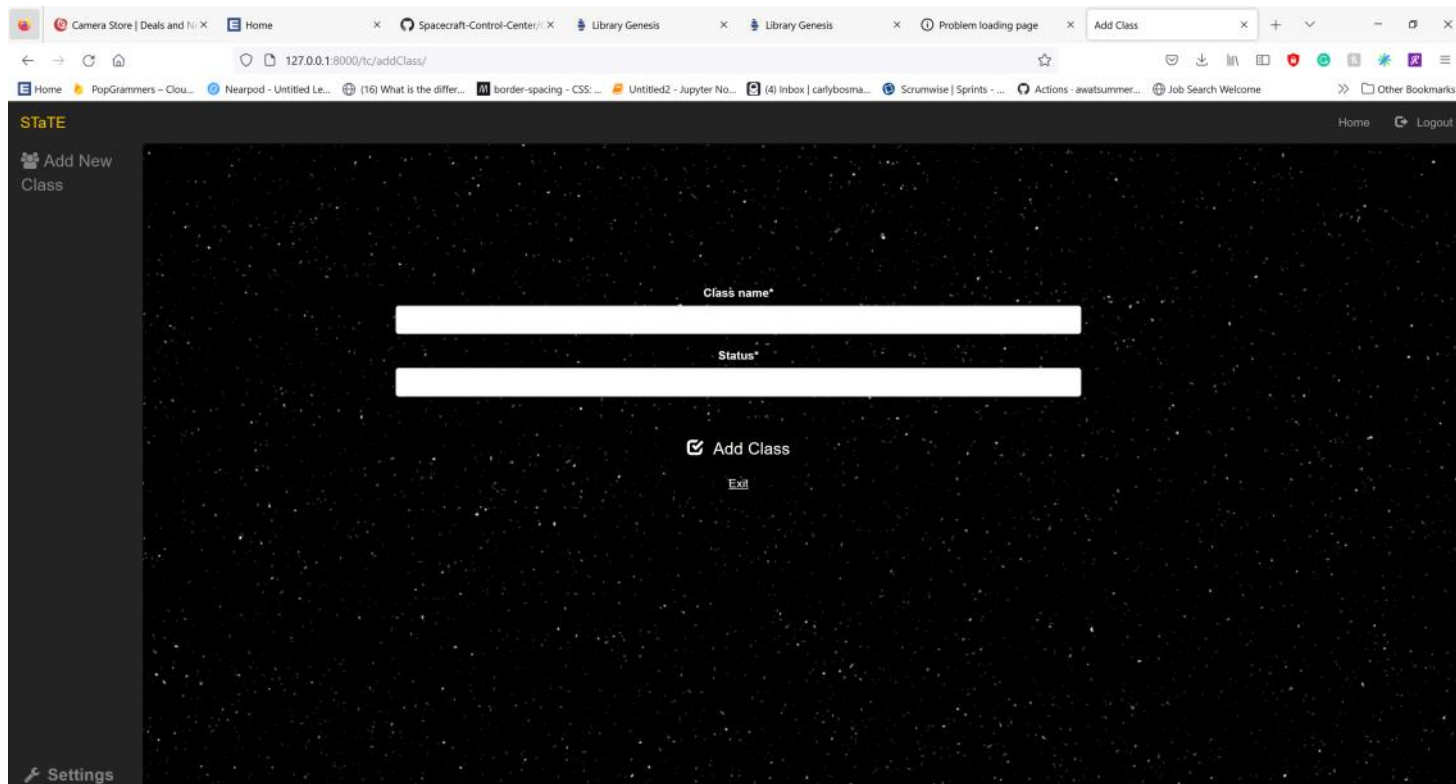 Camera Store | Deals and N
Home
Spacecraft-Control-Center/
Library Genesis
Library Genesis
Problem loading page
Add Class
127.0.0.1:8000/tc/addClass/
Home
PopGrammers – Clou...
Nearpod - Untitled Le...
(16) What is the differ...
M border-spacing - CSS: ...
Untitled2 - Jupyter No...
(4) Inbox | carlybosma...
Scrumwise | Sprints - ...
Actions · awatsummer...
Job Search Welcome
Other Bookmarks
STaTE
Home
Logout
Add New
Class
Class name*
Status*
Add Class
Exit
Settings